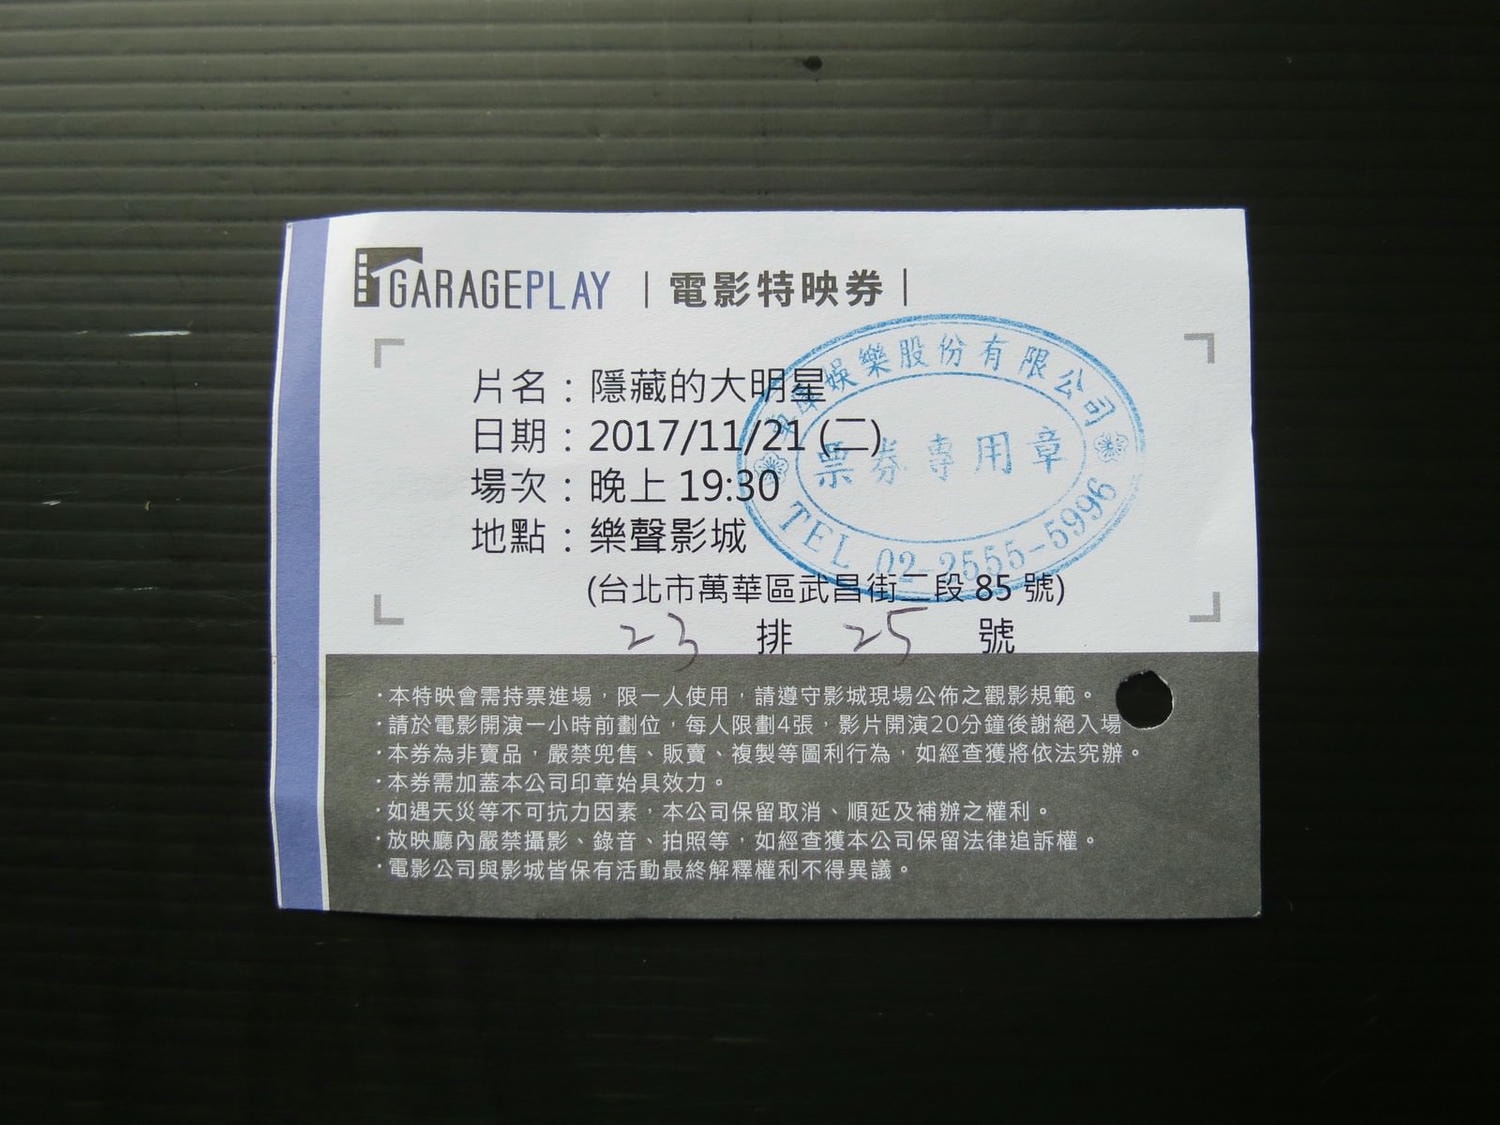 GARAGEPLAY | 電影特映券 |
片名：隱藏的大明星
日期：2017/11/21 (二)
場次：晚上 19:30
地點：樂聲影城
(台北市萬華區武昌街二段 85 號)
23 排 25 號
車庫娛樂股份有限公司
票券專用章
TEL 02-2555-5996
·本特映會需持票進場，限一人使用，請遵守影城現場公佈之觀影規範。
·請於電影開演一小時前劃位，每人限劃4張，影片開演20分鐘後謝絕入場
·本券為非賣品，嚴禁兜售、販賣、複製等圖利行為，如經查獲將依法究辦。
·本券需加蓋本公司印章始具效力。
·如遇天災等不可抗力因素，本公司保留取消、順延及補辦之權利。
·放映廳內嚴禁攝影、錄音、拍照等，如經查獲本公司保留法律追訴權。
·電影公司與影城皆保有活動最終解釋權利不得異議。